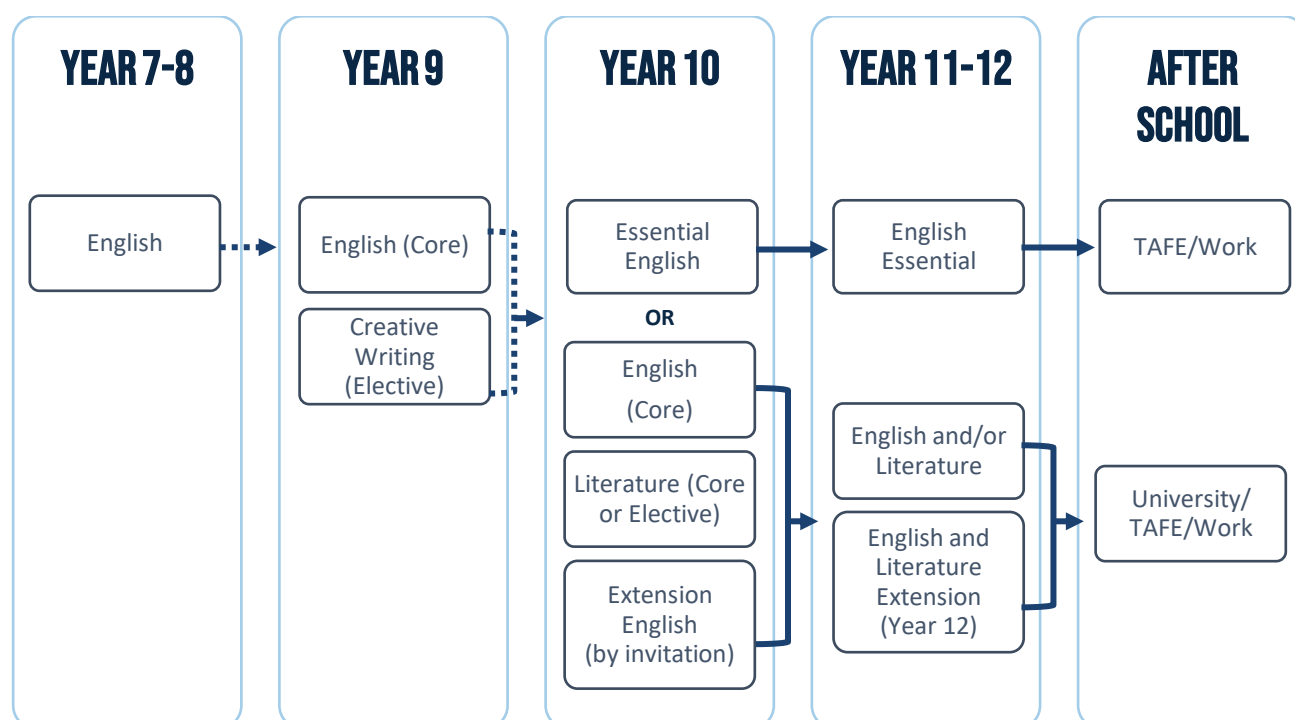 YEAR 7-8
English
YEAR 9
English (Core)
Creative
Writing
(Elective)
YEAR 10
Essential
English
OR
English
(Core)
Literature (Core
or Elective)
Extension
English
(by invitation)
YEAR 11-12
English
Essential
English and/or
Literature
English and
Literature
Extension
(Year 12)
AFTER
SCHOOL
TAFE/Work
University/
TAFE/Work